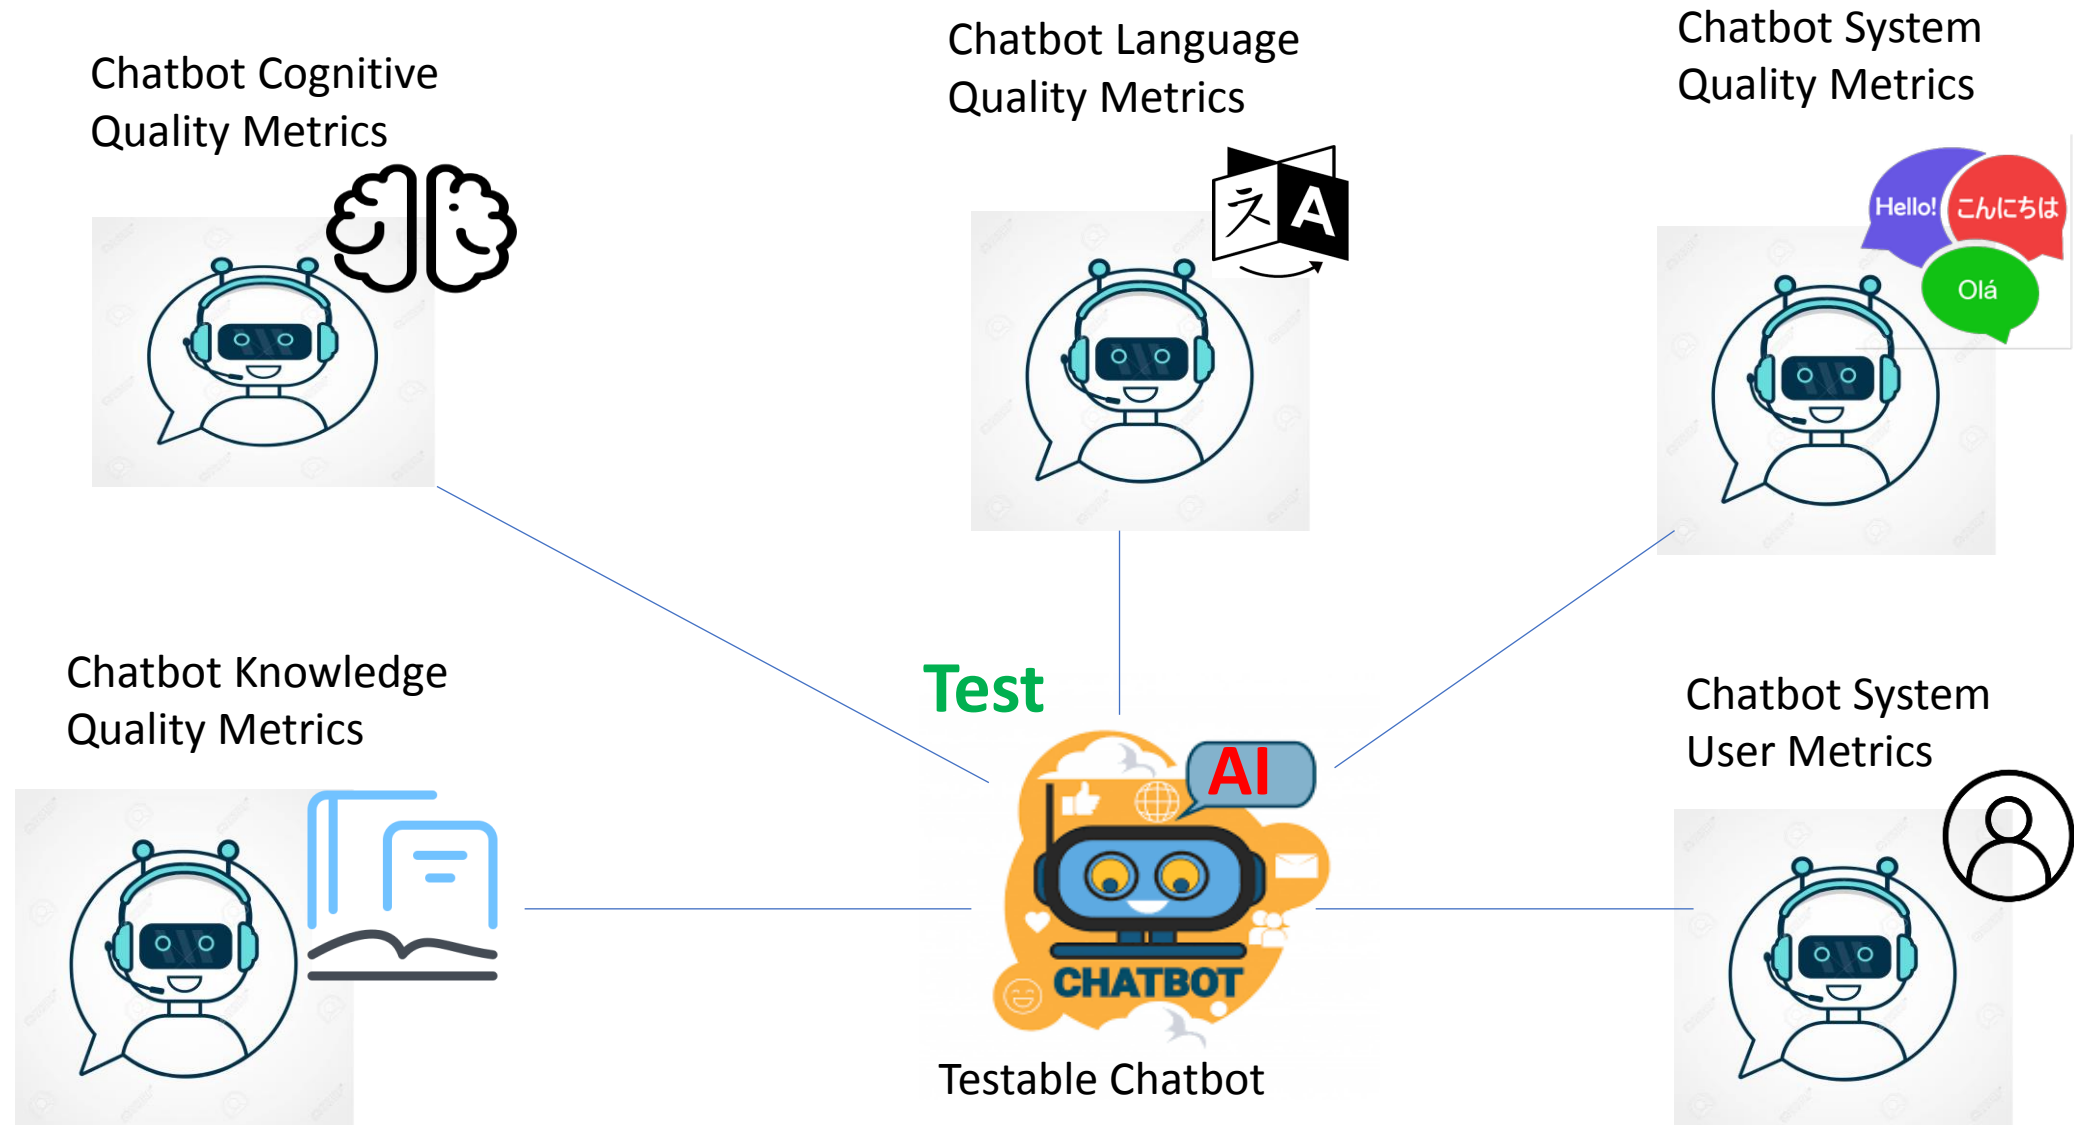 Chatbot Cognitive
Quality Metrics
Chatbot Language
Quality Metrics
えA
Chatbot System
Quality Metrics
Hello!
こんにちは
Olá
Chatbot Knowledge
Quality Metrics
Test
AI
CHATBOT
Testable Chatbot
Chatbot System
User Metrics